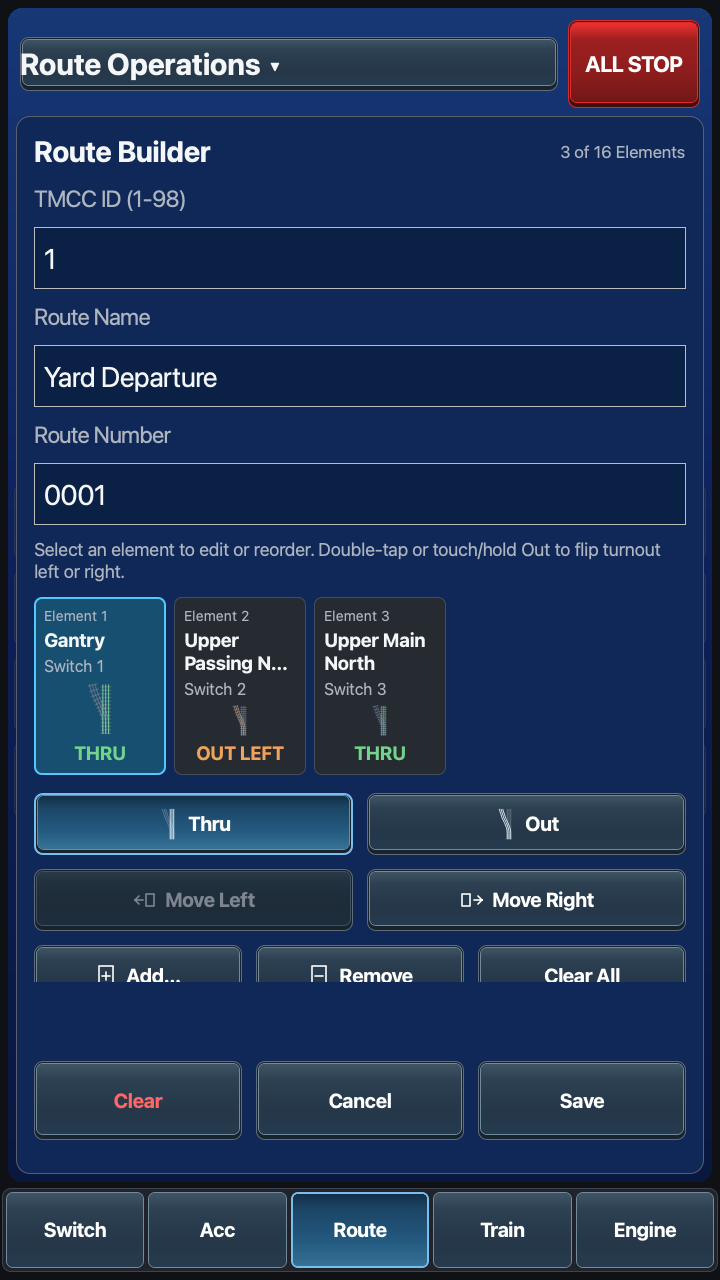 Route Operations ▾
ALL STOP
Route Builder
3 of 16 Elements
TMCC ID (1-98)
1
Route Name
Yard Departure
Route Number
0001
Select an element to edit or reorder. Double-tap or touch/hold Out to flip turnout
left or right.
Element 1
Gantry
Switch 1
THRU
Element 2
Upper
Passing N...
Switch 2
OUT LEFT
Element 3
Upper Main
North
Switch 3
THRU
Thru
Out
Move Left
Move Right
Add...
Remove
Clear All
Clear
Cancel
Save
Switch
Acc
Route
Train
Engine